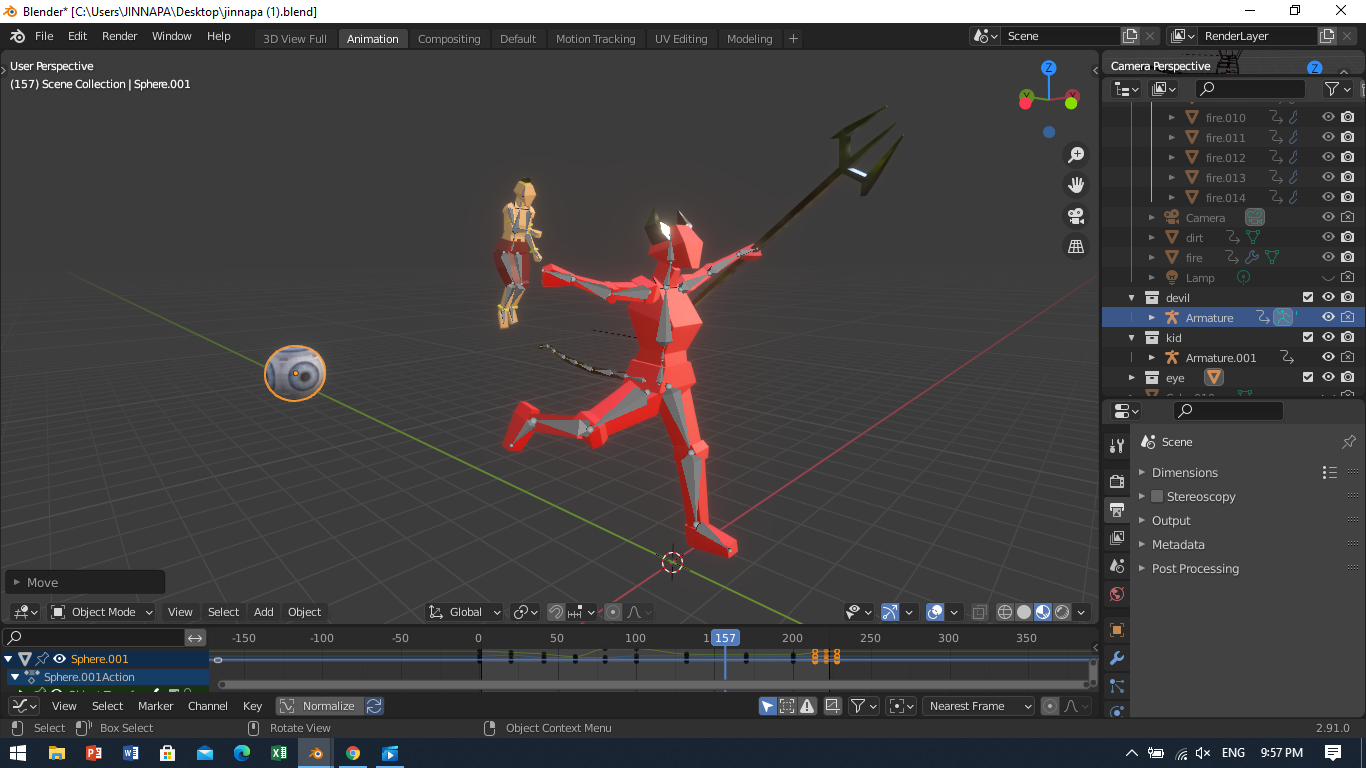 Blender* [C:\Users\JINNAPA\Desktop\jinnapa (1).blend]
File Edit Render Window Help 3D View Full Animation Compositing Default Motion Tracking UV Editing Modeling + Scene RenderLayer
User Perspective
(157) Scene Collection | Sphere.001
Z
Y
Camera Perspective
Z
fire.010
fire.011
fire.012
fire.013
fire.014
Camera
dirt
fire
Lamp
devil
Armature
kid
Armature.001
eye
Scene
Dimensions
Stereoscopy
Output
Metadata
Post Processing
Move
Object Mode View Select Add Object Global
-150 -100 -50 0 50 100 157 200 250 300 350
Sphere.001
Sphere.001Action
View Select Marker Channel Key Normalize Nearest Frame
Select Box Select Rotate View Object Context Menu 2.91.0
ENG 9:57 PM